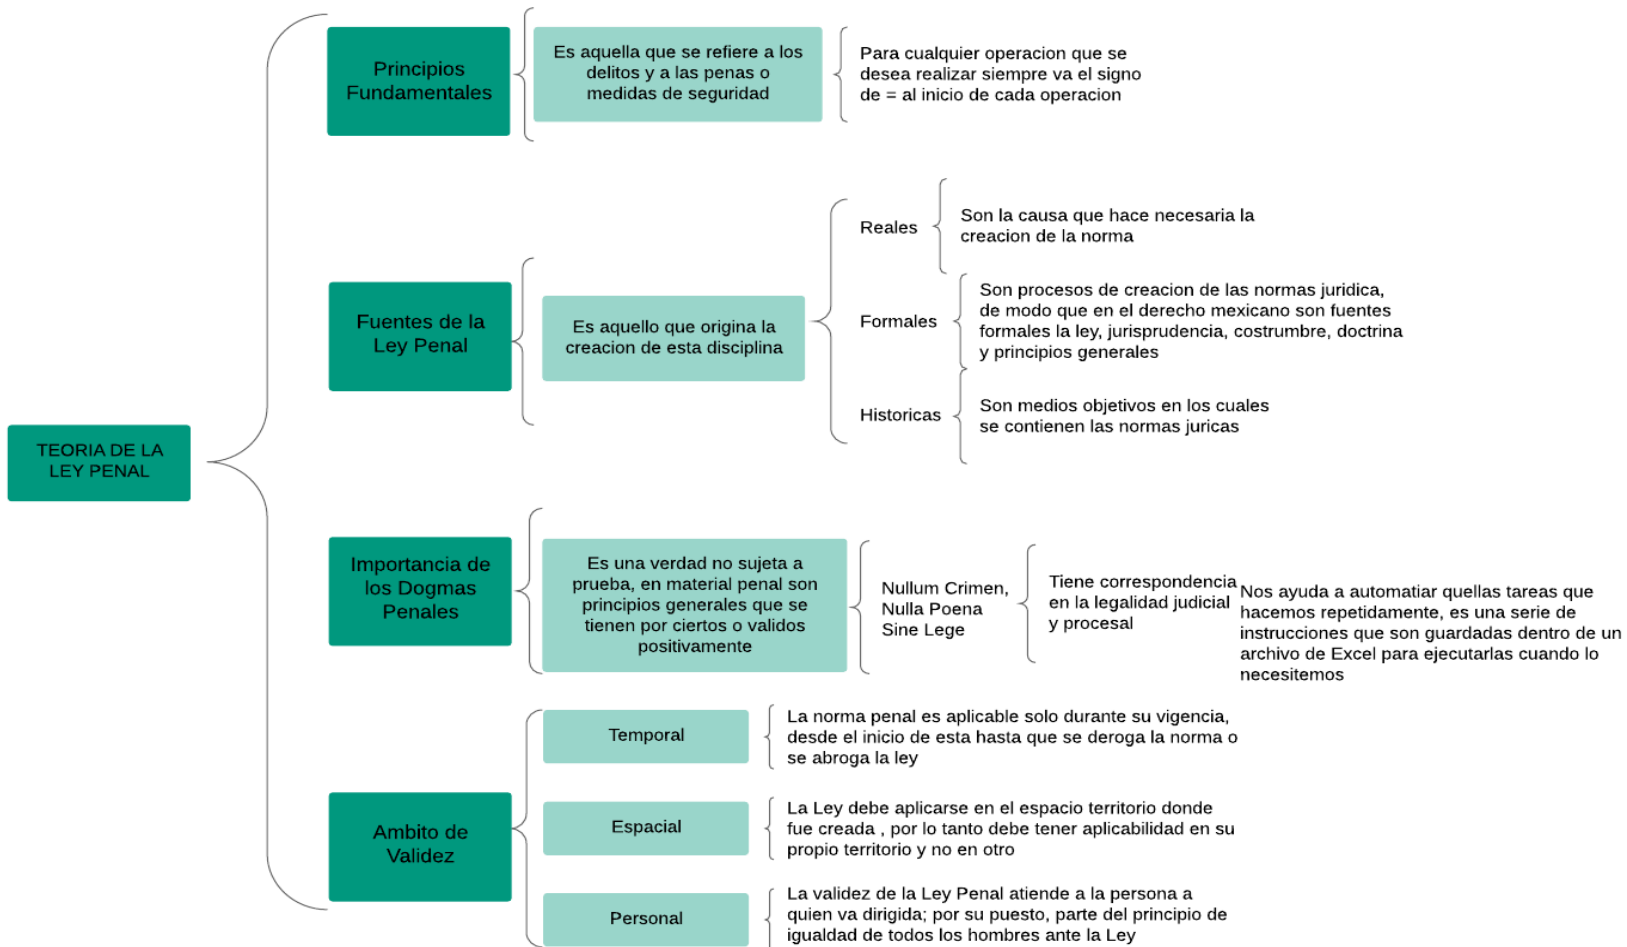 TEORIA DE LA
LEY PENAL
Principios
Fundamentales
Es aquella que se refiere a los
delitos y a las penas o
medidas de seguridad
Para cualquier operacion que se
desea realizar siempre va el signo
de = al inicio de cada operacion
Fuentes de la
Ley Penal
Es aquello que origina la
creacion de esta disciplina
Reales
Son la causa que hace necesaria la
creacion de la norma
Formales
Son procesos de creacion de las normas juridica,
de modo que en el derecho mexicano son fuentes
formales la ley, jurisprudencia, costrumbre, doctrina
y principios generales
Historicas
Son medios objetivos en los cuales
se contienen las normas juricas
Importancia de
los Dogmas
Penales
Es una verdad no sujeta a
prueba, en material penal son
principios generales que se
tienen por ciertos o validos
positivamente
Nullum Crimen,
Nulla Poena
Sine Lege
Tiene correspondencia
en la legalidad judicial
y procesal
Nos ayuda a automatiar quellas tareas que
hacemos repetidamente, es una serie de
instrucciones que son guardadas dentro de un
archivo de Excel para ejecutarlas cuando lo
necesitemos
Ambito de
Validez
Temporal
La norma penal es aplicable solo durante su vigencia,
desde el inicio de esta hasta que se deroga la norma o
se abroga la ley
Espacial
La Ley debe aplicarse en el espacio territorio donde
fue creada , por lo tanto debe tener aplicabilidad en su
propio territorio y no en otro
Personal
La validez de la Ley Penal atiende a la persona a
quien va dirigida; por su puesto, parte del principio de
igualdad de todos los hombres ante la Ley